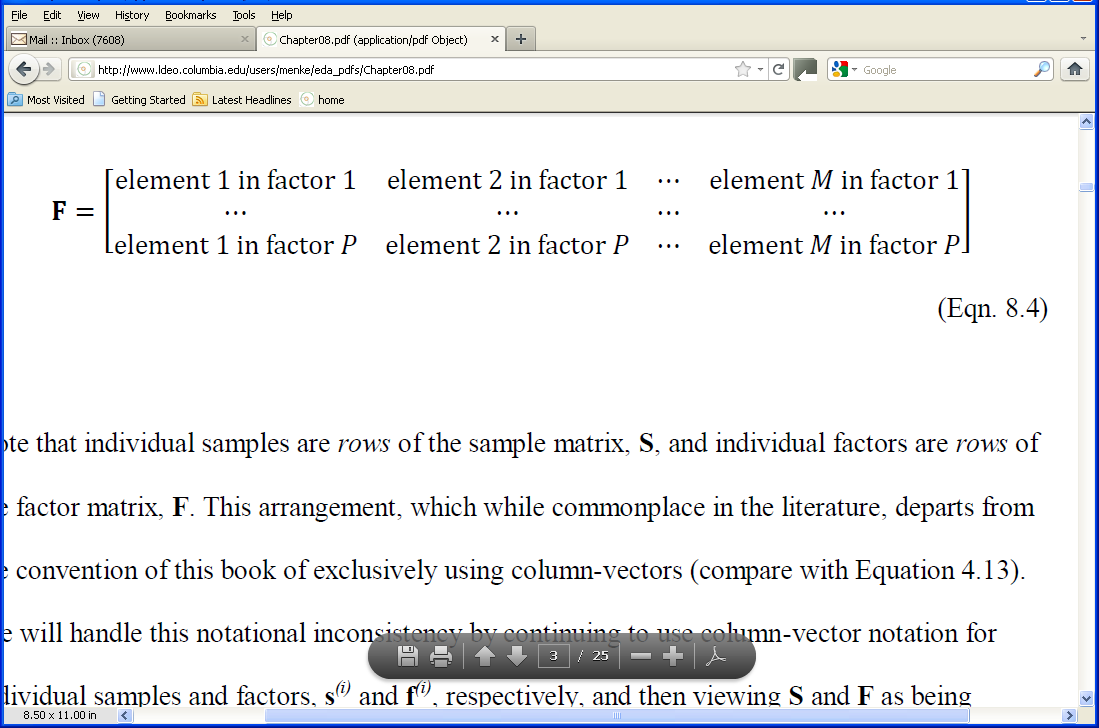 File Edit View History Bookmarks Tools Help
Mail :: Inbox (7608)
Chapter08.pdf (application/pdf Object)
http://www.ldeo.columbia.edu/users/menke/eda_pdfs/Chapter08.pdf
Google
Most Visited Getting Started Latest Headlines home
F = [element 1 in factor 1 element 2 in factor 1 ⋯ element M in factor 1
⋯ ⋯ ⋯ ⋯
element 1 in factor P element 2 in factor P ⋯ element M in factor P]
(Eqn. 8.4)
ote that individual samples are rows of the sample matrix, S, and individual factors are rows of
e factor matrix, F. This arrangement, which while commonplace in the literature, departs from
e convention of this book of exclusively using column-vectors (compare with Equation 4.13).
e will handle this notational inconsistency by continuing to use column-vector notation for
dividual samples and factors, s(i) and f(i), respectively, and then viewing S and F as being
3 / 25
8.50 x 11.00 in